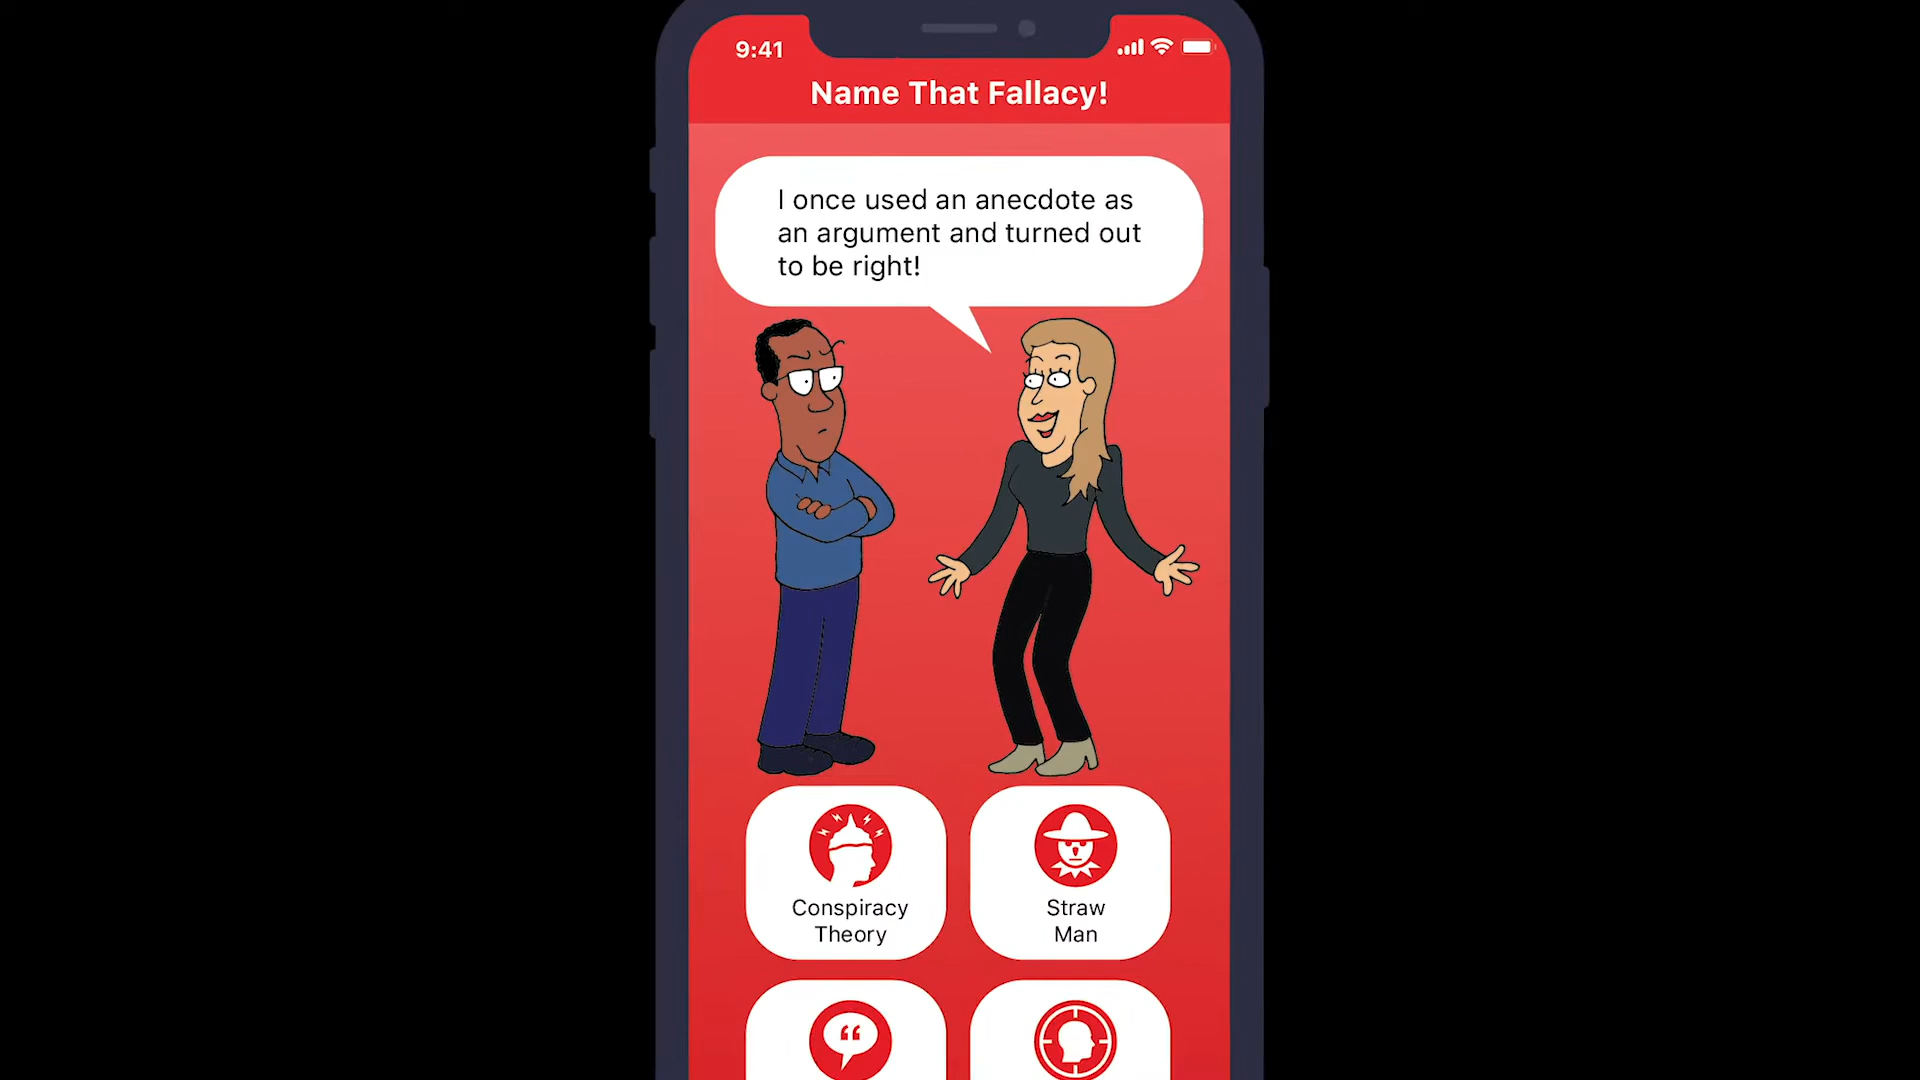 9:41
Name That Fallacy!
I once used an anecdote as
an argument and turned out
to be right!
Conspiracy
Theory
Straw
Man
“